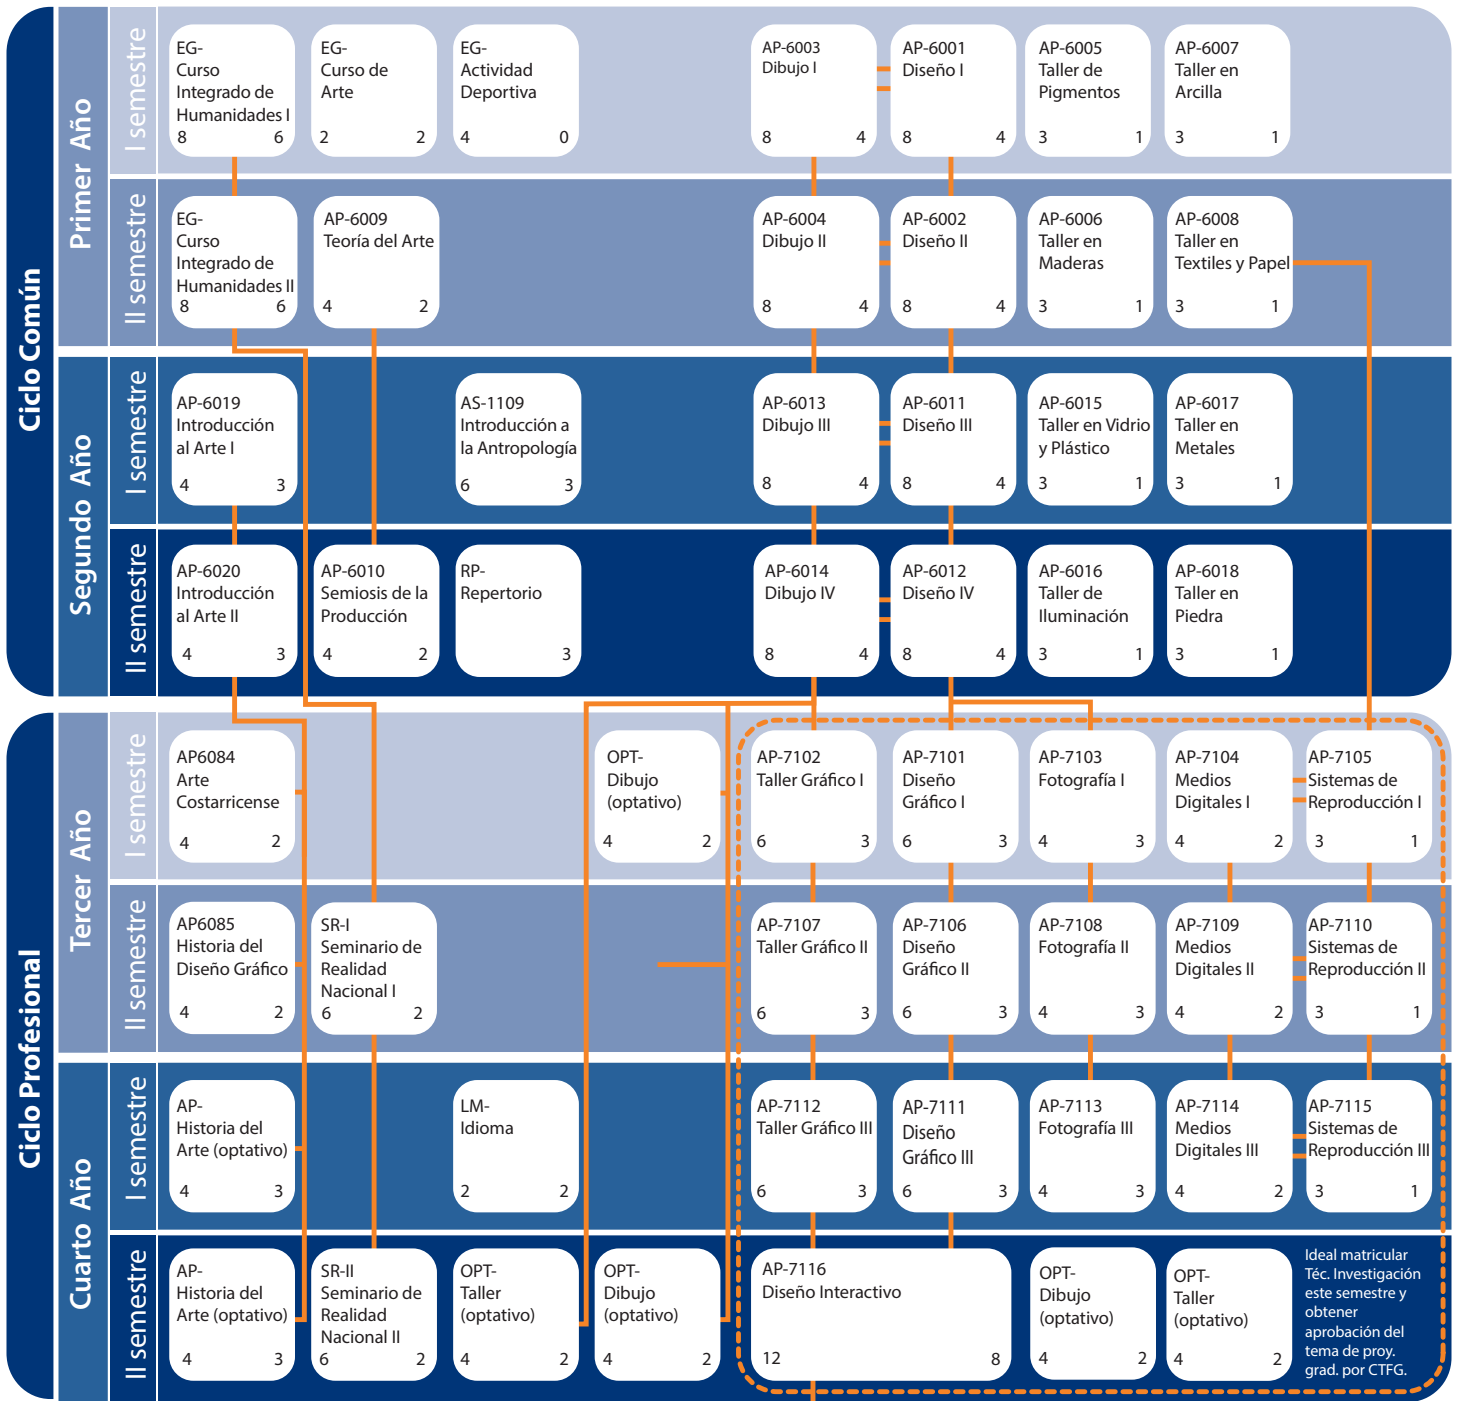 Ciclo Común
Primer Año
I semestre
EG-
Curso
Integrado de
Humanidades I
8 6
EG-
Curso de
Arte
2 2
EG-
Actividad
Deportiva
4 0
AP-6003
Dibujo I
8 4
AP-6001
Diseño I
8 4
AP-6005
Taller de
Pigmentos
3 1
AP-6007
Taller en
Arcilla
3 1
II semestre
EG-
Curso
Integrado de
Humanidades II
8 6
AP-6009
Teoría del Arte
4 2
AP-6004
Dibujo II
8 4
AP-6002
Diseño II
8 4
AP-6006
Taller en
Maderas
3 1
AP-6008
Taller en
Textiles y Papel
3 1
Segundo Año
I semestre
AP-6019
Introducción
al Arte I
4 3
AS-1109
Introducción a
la Antropología
6 3
AP-6013
Dibujo III
8 4
AP-6011
Diseño III
8 4
AP-6015
Taller en Vidrio
y Plástico
3 1
AP-6017
Taller en
Metales
3 1
II semestre
AP-6020
Introducción
al Arte II
4 3
AP-6010
Semiosis de la
Producción
4 2
RP-
Repertorio
3
AP-6014
Dibujo IV
8 4
AP-6012
Diseño IV
8 4
AP-6016
Taller de
Iluminación
3 1
AP-6018
Taller en
Piedra
3 1
Ciclo Profesional
Tercer Año
I semestre
AP6084
Arte
Costarricense
4 2
OPT-
Dibujo
(optativo)
4 2
AP-7102
Taller Gráfico I
6 3
AP-7101
Diseño
Gráfico I
6 3
AP-7103
Fotografía I
4 3
AP-7104
Medios
Digitales I
4 2
AP-7105
Sistemas de
Reproducción I
3 1
II semestre
AP6085
Historia del
Diseño Gráfico
4 2
SR-I
Seminario de
Realidad
Nacional I
6 2
AP-7107
Taller Gráfico II
6 3
AP-7106
Diseño
Gráfico II
6 3
AP-7108
Fotografía II
4 3
AP-7109
Medios
Digitales II
4 2
AP-7110
Sistemas de
Reproducción II
3 1
Cuarto Año
I semestre
AP-
Historia del
Arte (optativo)
4 3
LM-
Idioma
2 2
AP-7112
Taller Gráfico III
6 3
AP-7111
Diseño
Gráfico III
6 3
AP-7113
Fotografía III
4 3
AP-7114
Medios
Digitales III
4 2
AP-7115
Sistemas de
Reproducción III
3 1
II semestre
AP-
Historia del
Arte (optativo)
4 3
SR-II
Seminario de
Realidad
Nacional II
6 2
OPT-
Taller
(optativo)
4 2
OPT-
Dibujo
(optativo)
4 2
AP-7116
Diseño Interactivo
12 8
OPT-
Dibujo
(optativo)
4 2
OPT-
Taller
(optativo)
4 2
Ideal matricular
Téc. Investigación
este semestre y
obtener
aprobación del
tema de proy.
grad. por CTFG.